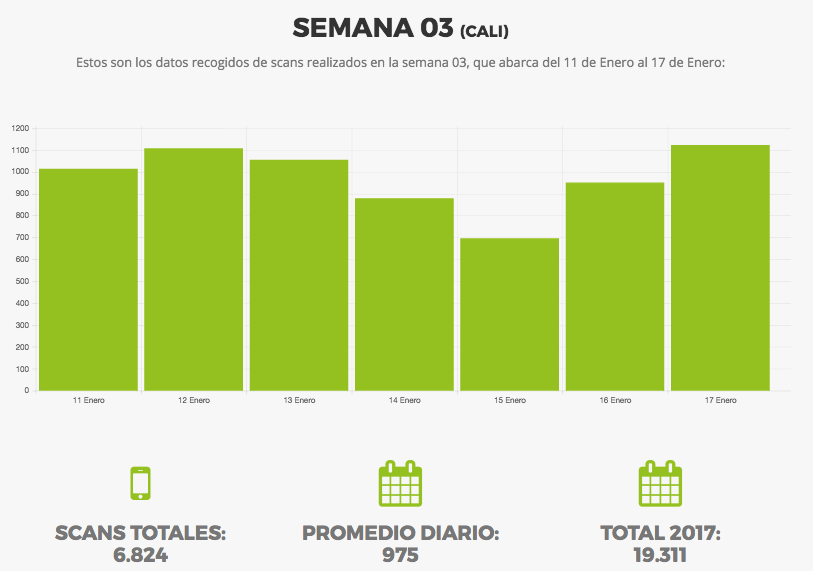 SEMANA 03 (CALI)
Estos son los datos recogidos de scans realizados en la semana 03, que abarca del 11 de Enero al 17 de Enero:
1200
1100
1000
900
800
700
600
500
400
300
200
100
0
11 Enero 12 Enero 13 Enero 14 Enero 15 Enero 16 Enero 17 Enero
SCANS TOTALES: PROMEDIO DIARIO: TOTAL 2017:
6.824 975 19.311